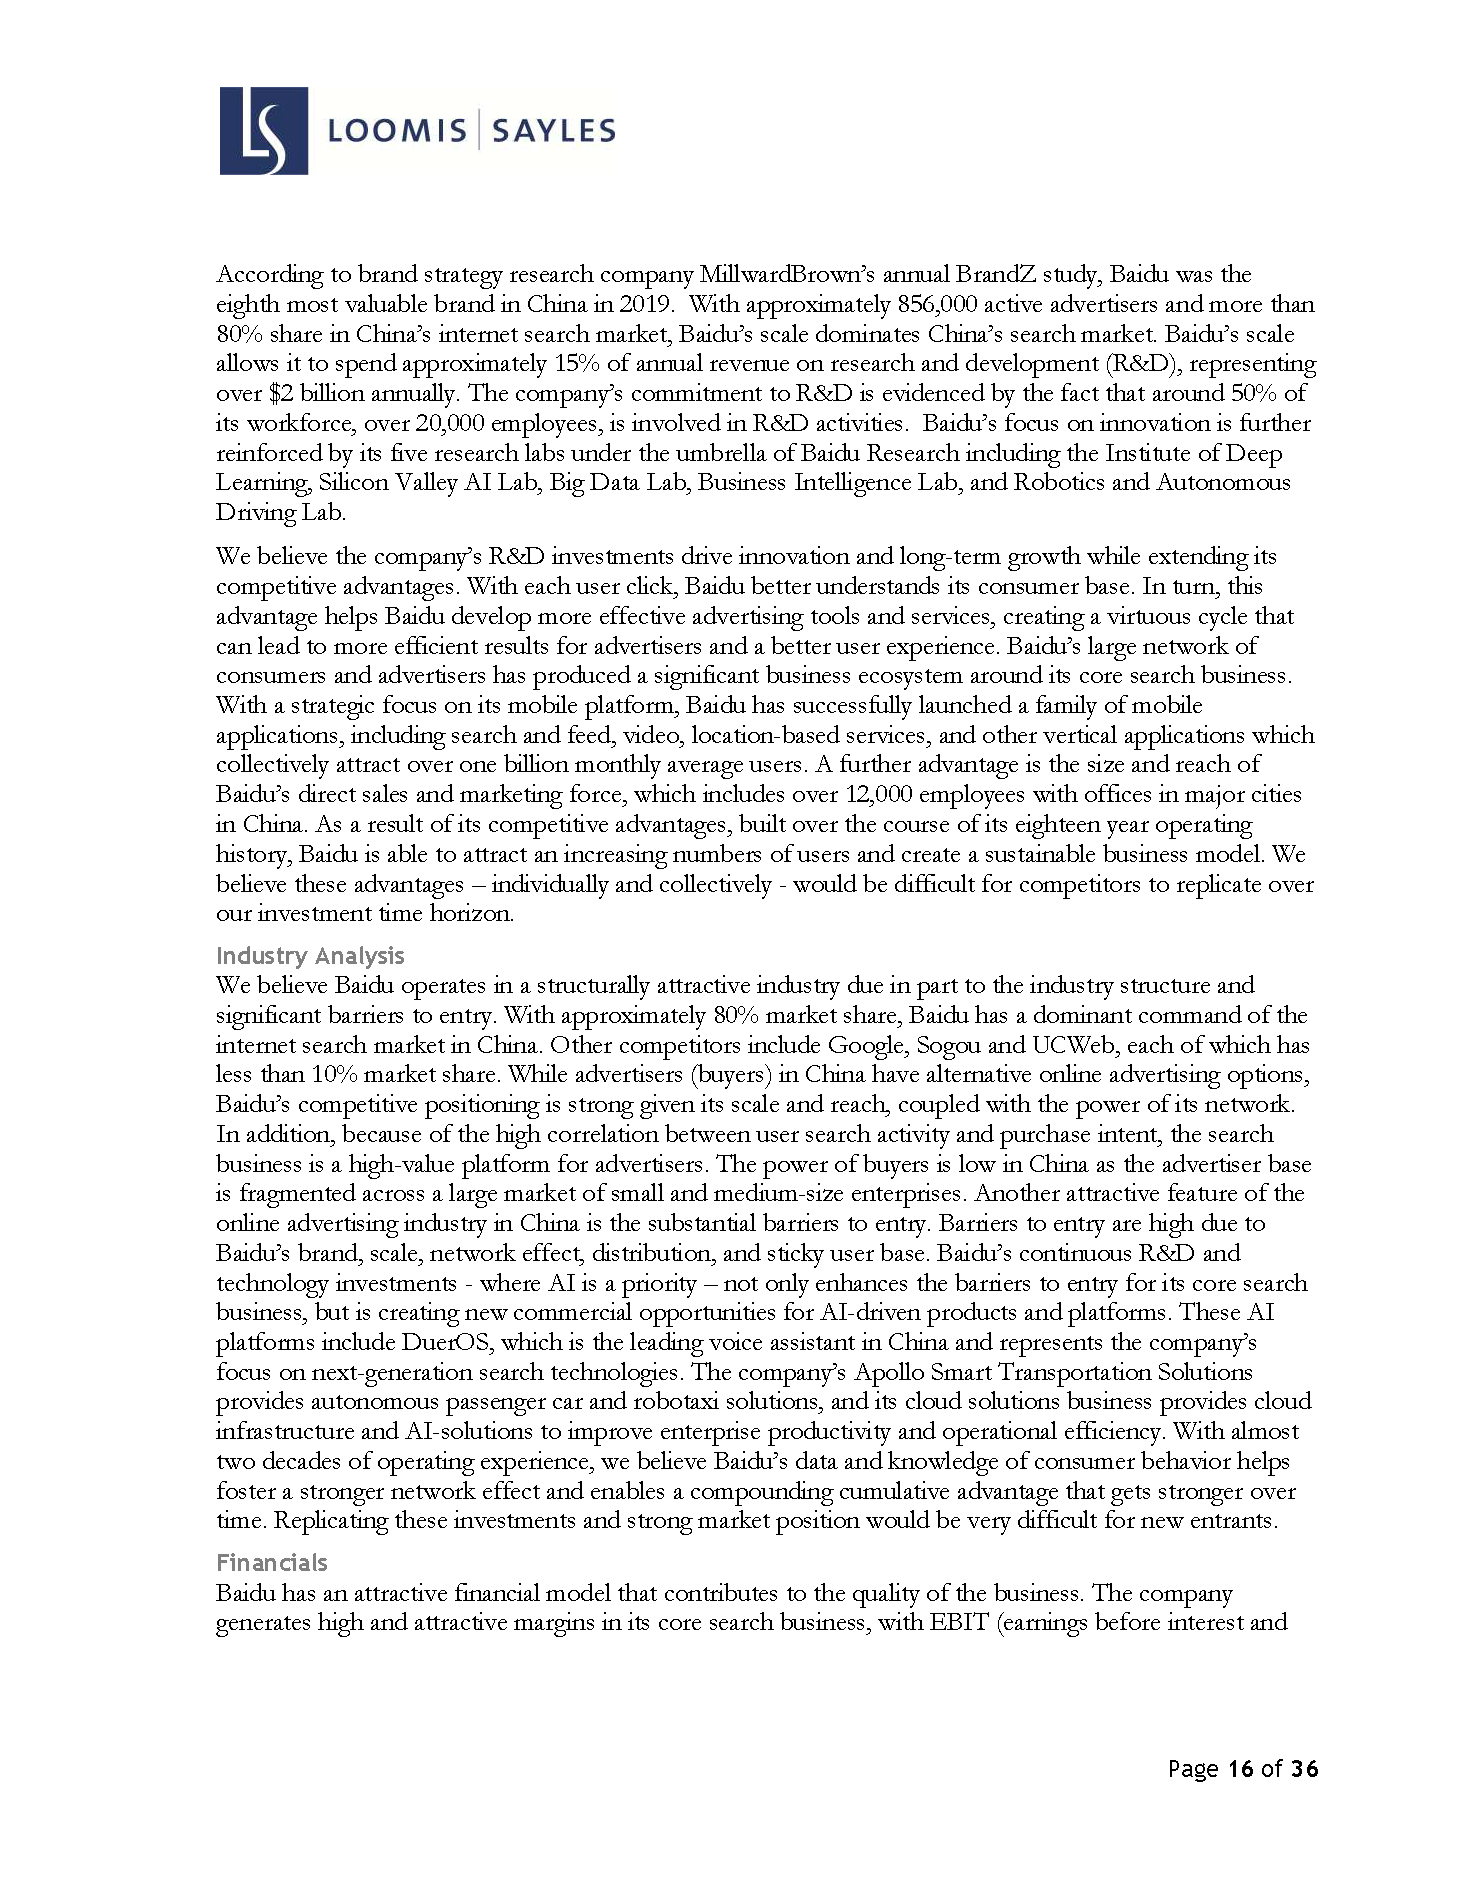 LS LOOMIS | SAYLES
According to brand strategy research company MillwardBrown's annual BrandZ study, Baidu was the
eighth most valuable brand in China in 2019.  With approximately 856,000 active advertisers and more than
80% share in China's internet search market, Baidu's scale dominates China's search market. Baidu's scale
allows it to spend approximately 15% of annual revenue on research and development (R&D), representing
over $2 billion annually. The company's commitment to R&D is evidenced by the fact that around 50% of
its workforce, over 20,000 employees, is involved in R&D activities.  Baidu's focus on innovation is further
reinforced by its five research labs under the umbrella of Baidu Research including the Institute of Deep
Learning, Silicon Valley AI Lab, Big Data Lab, Business Intelligence Lab, and Robotics and Autonomous
Driving Lab.
We believe the company's R&D investments drive innovation and long-term growth while extending its
competitive advantages. With each user click, Baidu better understands its consumer base. In turn, this
advantage helps Baidu develop more effective advertising tools and services, creating a virtuous cycle that
can lead to more efficient results for advertisers and a better user experience. Baidu's large network of
consumers and advertisers has produced a significant business ecosystem around its core search business.
With a strategic focus on its mobile platform, Baidu has successfully launched a family of mobile
applications, including search and feed, video, location-based services, and other vertical applications which
collectively attract over one billion monthly average users. A further advantage is the size and reach of
Baidu's direct sales and marketing force, which includes over 12,000 employees with offices in major cities
in China. As a result of its competitive advantages, built over the course of its eighteen year operating
history, Baidu is able to attract an increasing numbers of users and create a sustainable business model. We
believe these advantages – individually and collectively - would be difficult for competitors to replicate over
our investment time horizon.
Industry Analysis
We believe Baidu operates in a structurally attractive industry due in part to the industry structure and
significant barriers to entry. With approximately 80% market share, Baidu has a dominant command of the
internet search market in China. Other competitors include Google, Sogou and UCWeb, each of which has
less than 10% market share. While advertisers (buyers) in China have alternative online advertising options,
Baidu's competitive positioning is strong given its scale and reach, coupled with the power of its network.
In addition, because of the high correlation between user search activity and purchase intent, the search
business is a high-value platform for advertisers. The power of buyers is low in China as the advertiser base
is fragmented across a large market of small and medium-size enterprises. Another attractive feature of the
online advertising industry in China is the substantial barriers to entry. Barriers to entry are high due to
Baidu's brand, scale, network effect, distribution, and sticky user base. Baidu's continuous R&D and
technology investments - where AI is a priority – not only enhances the barriers to entry for its core search
business, but is creating new commercial opportunities for AI-driven products and platforms. These AI
platforms include DuerOS, which is the leading voice assistant in China and represents the company's
focus on next-generation search technologies. The company's Apollo Smart Transportation Solutions
provides autonomous passenger car and robotaxi solutions, and its cloud solutions business provides cloud
infrastructure and AI-solutions to improve enterprise productivity and operational efficiency. With almost
two decades of operating experience, we believe Baidu's data and knowledge of consumer behavior helps
foster a stronger network effect and enables a compounding cumulative advantage that gets stronger over
time. Replicating these investments and strong market position would be very difficult for new entrants.
Financials
Baidu has an attractive financial model that contributes to the quality of the business. The company
generates high and attractive margins in its core search business, with EBIT (earnings before interest and
Page 16 of 36